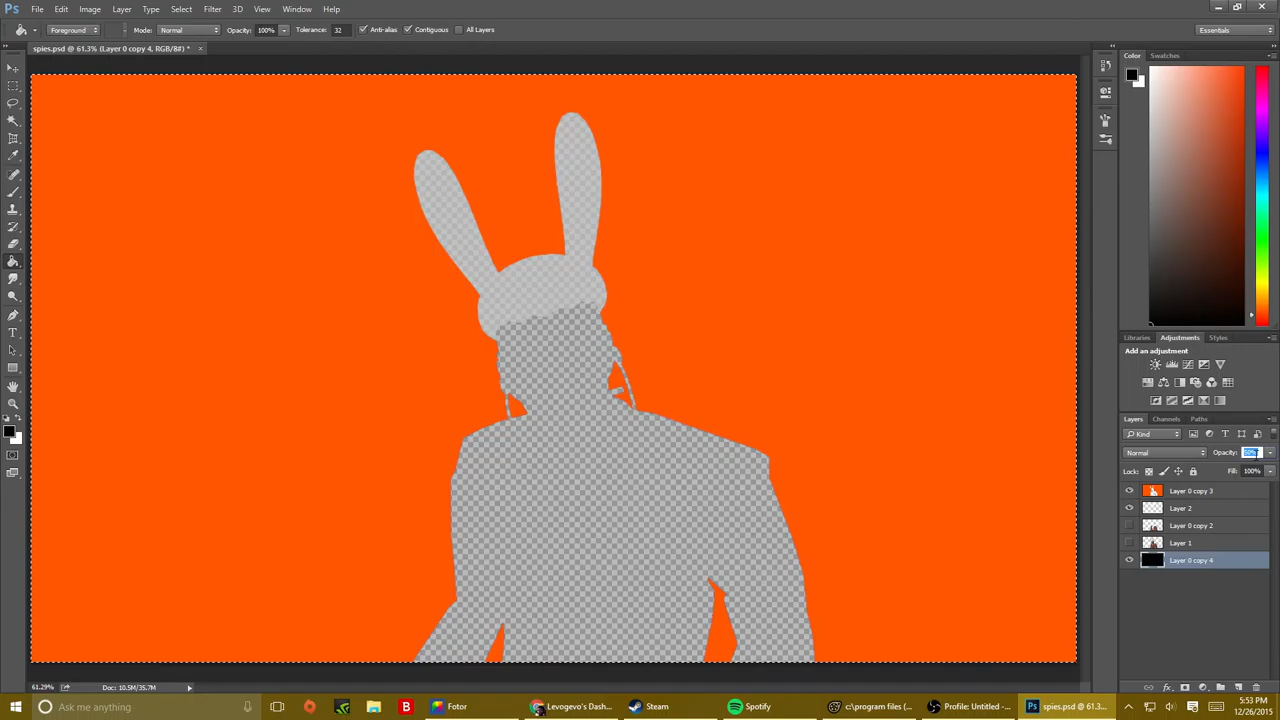 Ps File Edit Image Layer Type Select Filter 3D View Window Help
Foreground Mode: Normal Opacity: 100% Tolerance: 32 Anti-alias Contiguous All Layers Essentials
spies.psd @ 61.3% (Layer 0 copy 4, RGB/8#) * ×
Color Swatches
Libraries Adjustments Styles
Add an adjustment
Layers Channels Paths
Kind
Normal Opacity: 50%
Lock: Fill: 100%
Layer 0 copy 3
Layer 2
Layer 0 copy 2
Layer 1
Layer 0 copy 4
61.29% Doc: 10.5M/35.7M
Ask me anything
Fotor
Levogevo's Dash...
Steam
Spotify
c:\program files (...
Profile: Untitled -...
spies.psd @ 61.3%...
5:53 PM
12/26/2015